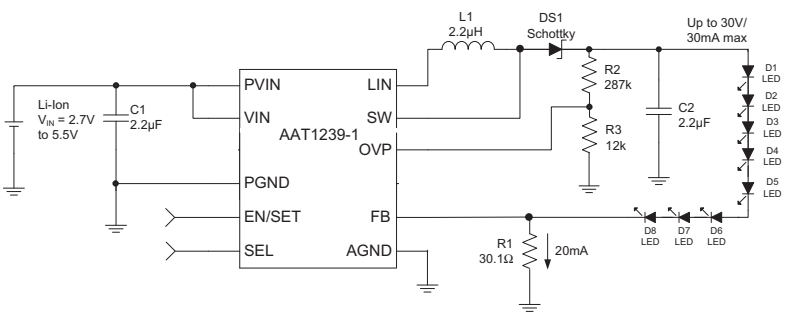 L1
2.2µH
DS1
Schottky
Up to 30V/
30mA max
Li-Ion
VIN = 2.7V
to 5.5V
C1
2.2µF
PVIN
VIN
AAT1239-1
PGND
EN/SET
SEL
LIN
SW
OVP
FB
AGND
R2
287k
R3
12k
C2
2.2µF
D1
LED
D2
LED
D3
LED
D4
LED
D5
LED
D8
LED
D7
LED
D6
LED
R1
30.1Ω
20mA